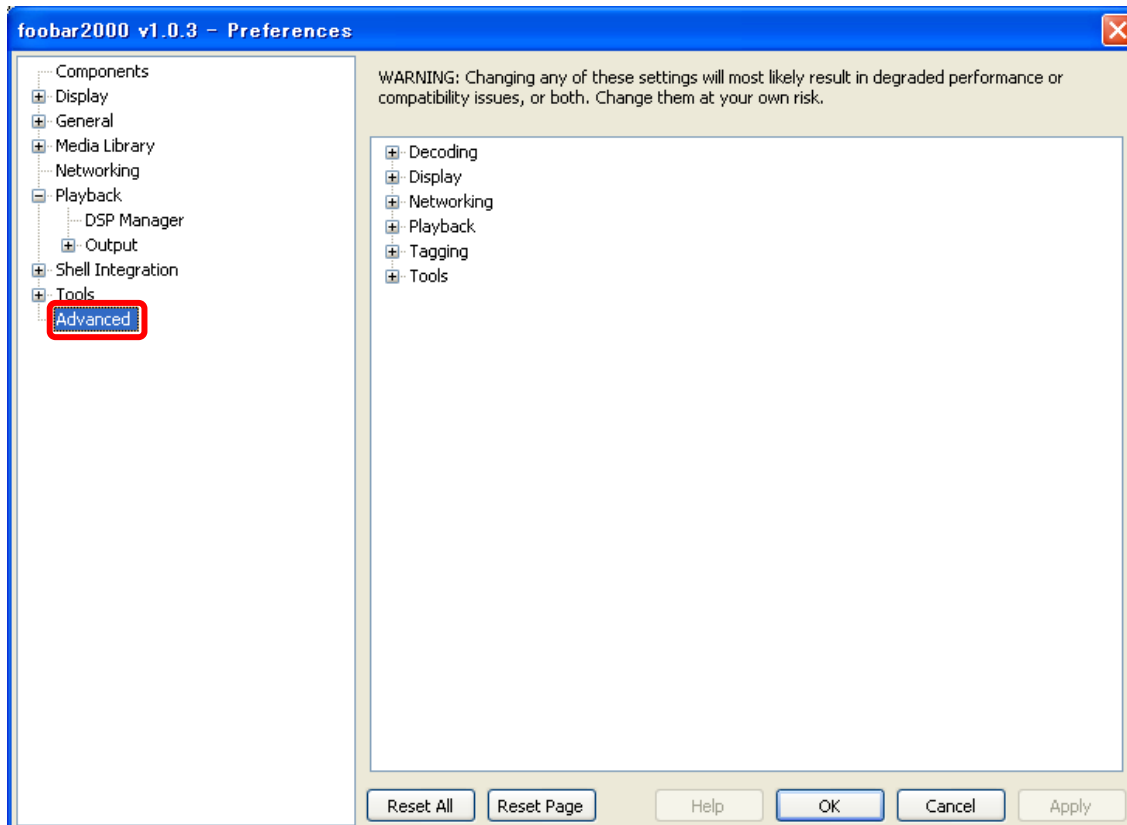 foobar2000 v1.0.3 - Preferences
Components
Display
General
Media Library
Networking
Playback
DSP Manager
Output
Shell Integration
Tools
Advanced
WARNING: Changing any of these settings will most likely result in degraded performance or
compatibility issues, or both. Change them at your own risk.
Decoding
Display
Networking
Playback
Tagging
Tools
Reset All
Reset Page
Help
OK
Cancel
Apply